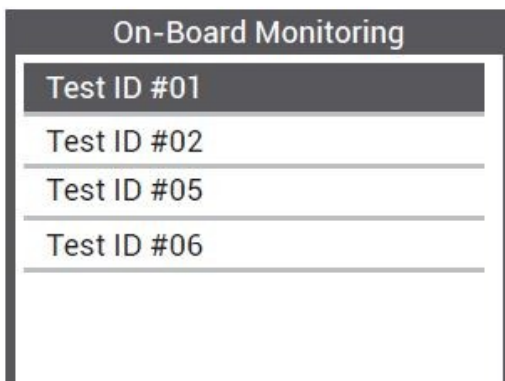 On-Board Monitoring
Test ID #01
Test ID #02
Test ID #05
Test ID #06